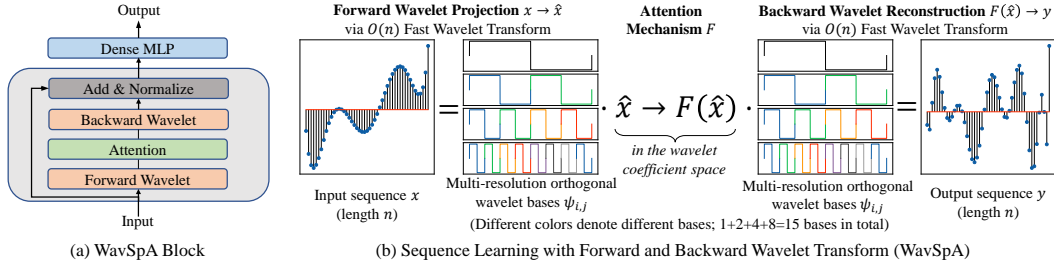 Output
Dense MLP
Add & Normalize
Backward Wavelet
Attention
Forward Wavelet
Input
(a) WavSpA Block
Forward Wavelet Projection x → x̂
via O(n) Fast Wavelet Transform
Attention
Mechanism F
Backward Wavelet Reconstruction F(x̂) → y
via O(n) Fast Wavelet Transform
= · x̂ → F(x̂) · =
in the wavelet
coefficient space
Input sequence x
(length n)
Multi-resolution orthogonal
wavelet bases ψi,j
Multi-resolution orthogonal
wavelet bases ψi,j
Output sequence y
(length n)
(Different colors denote different bases; 1+2+4+8=15 bases in total)
(b) Sequence Learning with Forward and Backward Wavelet Transform (WavSpA)